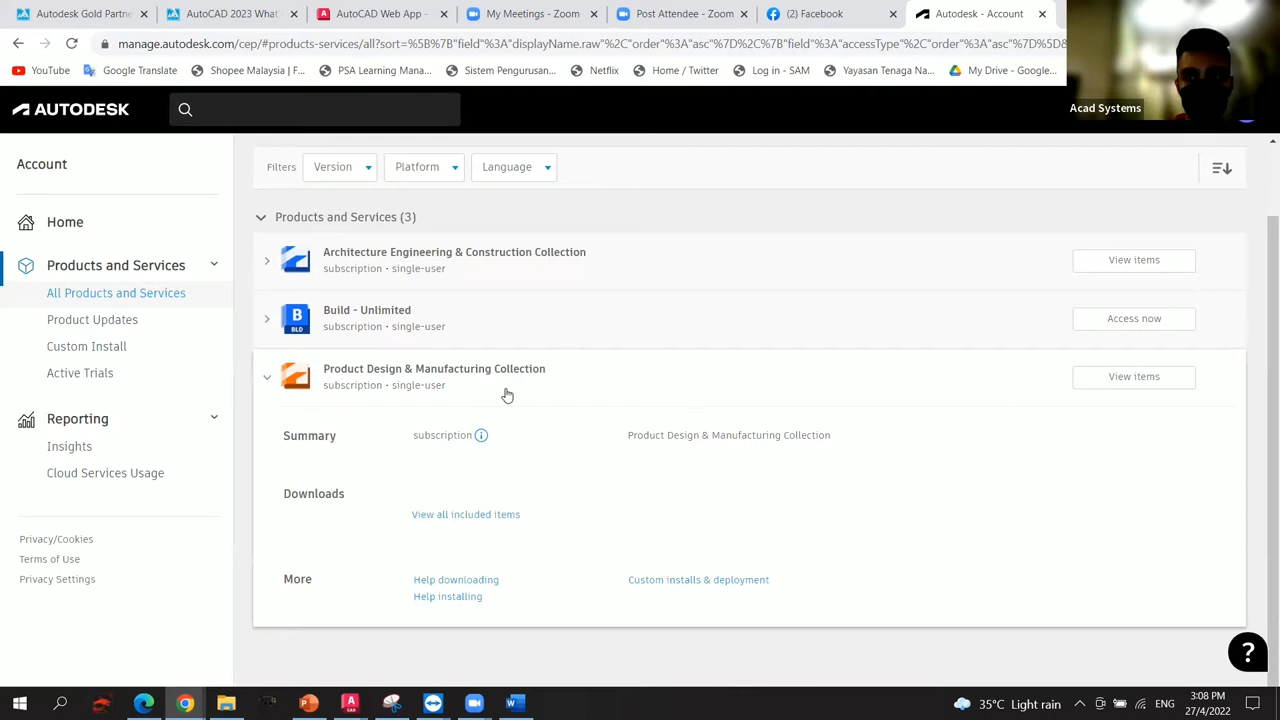 Autodesk Gold Partne
AutoCAD 2023 What'
AutoCAD Web App -
My Meetings - Zoom
Post Attendee - Zoom
(2) Facebook
Autodesk - Account
manage.autodesk.com/cep/#products-services/all?sort=%5B%7B"field"%3A"displayName.raw"%2C"order"%3A"asc"%7D%2C%7B"field"%3A"accessType"%2C"order"%3A"asc"%7D%5D&
YouTube
Google Translate
Shopee Malaysia | F...
PSA Learning Mana...
Sistem Pengurusan...
Netflix
Home / Twitter
Log in - SAM
Yayasan Tenaga Na...
My Drive - Google...
Acad Systems
AUTODESK
Account
Home
Products and Services
All Products and Services
Product Updates
Custom Install
Active Trials
Reporting
Insights
Cloud Services Usage
Privacy/Cookies
Terms of Use
Privacy Settings
Filters
Version
Platform
Language
Products and Services (3)
Architecture Engineering & Construction Collection
subscription • single-user
View items
B
BLD
Build - Unlimited
subscription • single-user
Access now
Product Design & Manufacturing Collection
subscription • single-user
View items
Summary
subscription
Product Design & Manufacturing Collection
Downloads
View all included items
More
Help downloading
Custom installs & deployment
Help installing
?
35°C Light rain
ENG
3:08 PM
27/4/2022